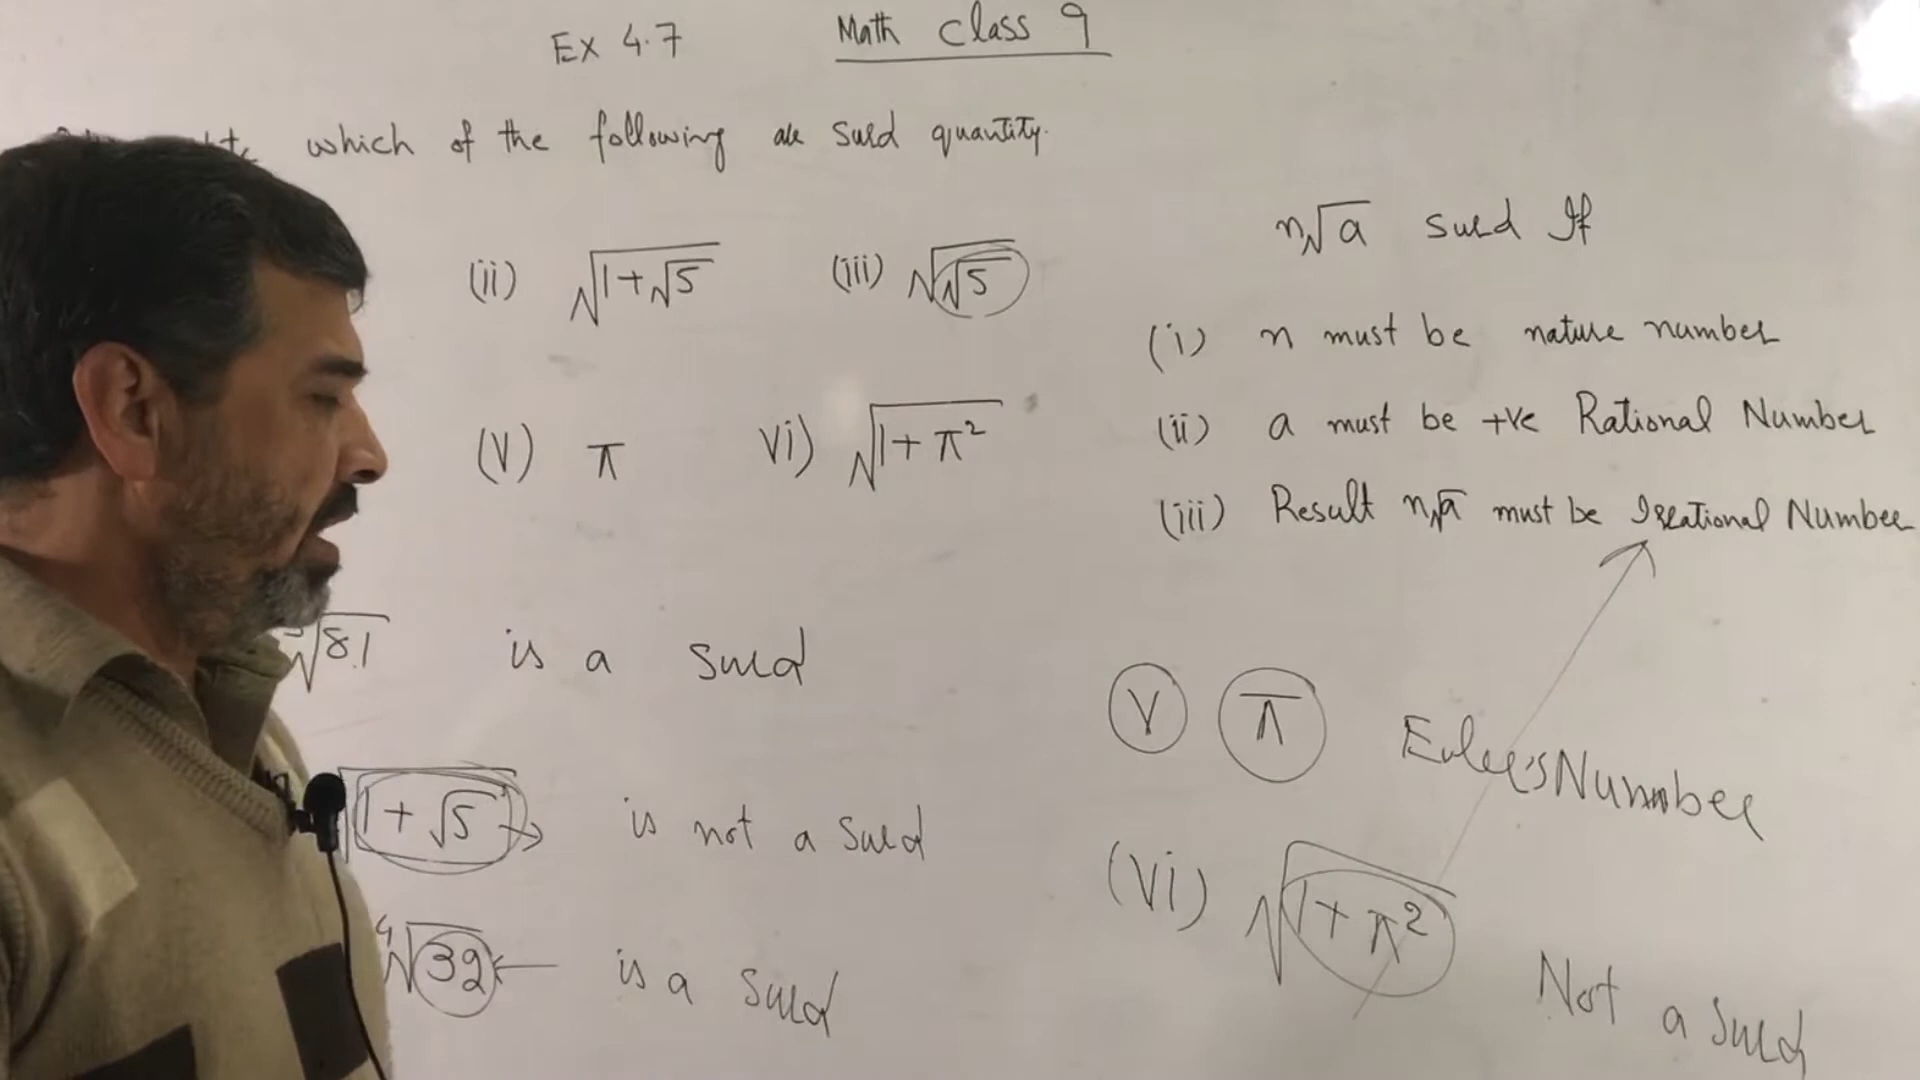 Ex 4.7 Math class 9
which of the following are surd quantity.
(ii) √(1+√5) (iii) √√5
(V) π Vi) √(1+π²)
n√a surd If
(i) n must be nature number
(ii) a must be +ve Rational Number
(iii) Result n√a must be Irrational Number
√81 is a surd
√(1+√5) is not a surd
⁴√32 is a surd
V π Euler's Number
(Vi) √(1+π²)
Not a surd